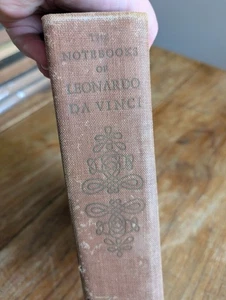 THE
NOTEBOOKS
OF
LEONARDO
DA VINCI